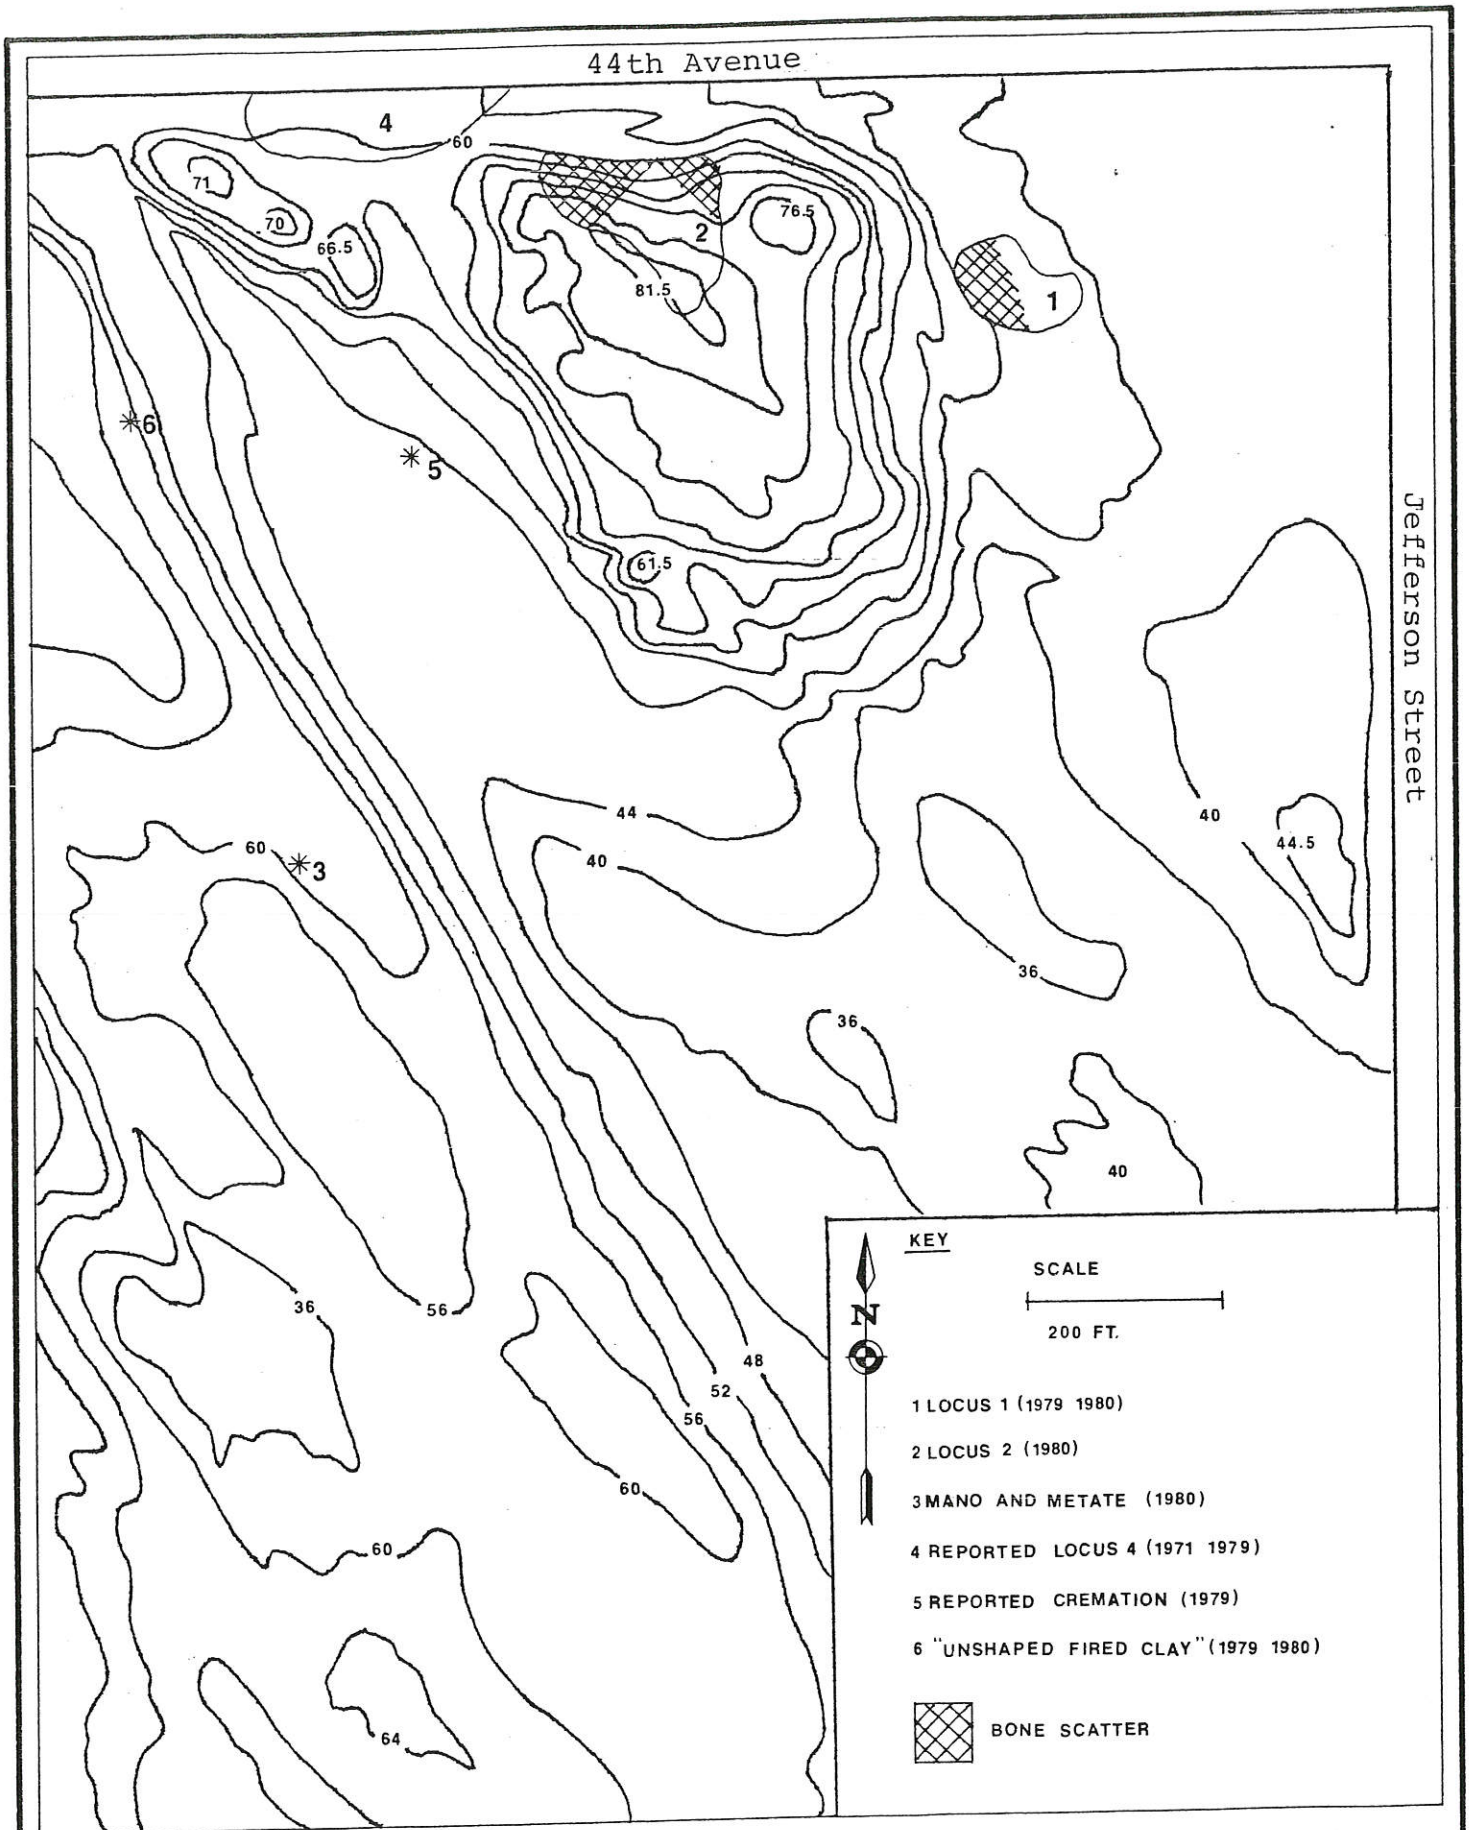 44th Avenue
4
60
71
70
66.5
76.5
2
81.5
1
6
5
61.5
Jefferson Street
44
40
40
44.5
60
3
36
36
40
36
56
48
52
56
60
60
64
KEY
SCALE
200 FT.
N
1 LOCUS 1 (1979 1980)
2 LOCUS 2 (1980)
3 MANO AND METATE (1980)
4 REPORTED LOCUS 4 (1971 1979)
5 REPORTED CREMATION (1979)
6 "UNSHAPED FIRED CLAY" (1979 1980)
BONE SCATTER